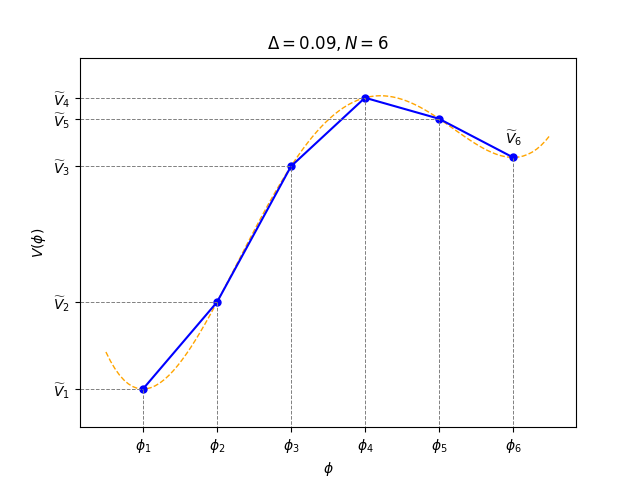 Δ = 0.09, N = 6
Ṽ₄
Ṽ₅
Ṽ₆
Ṽ₃
V(ϕ)
Ṽ₂
Ṽ₁
ϕ₁ ϕ₂ ϕ₃ ϕ₄ ϕ₅ ϕ₆
ϕ